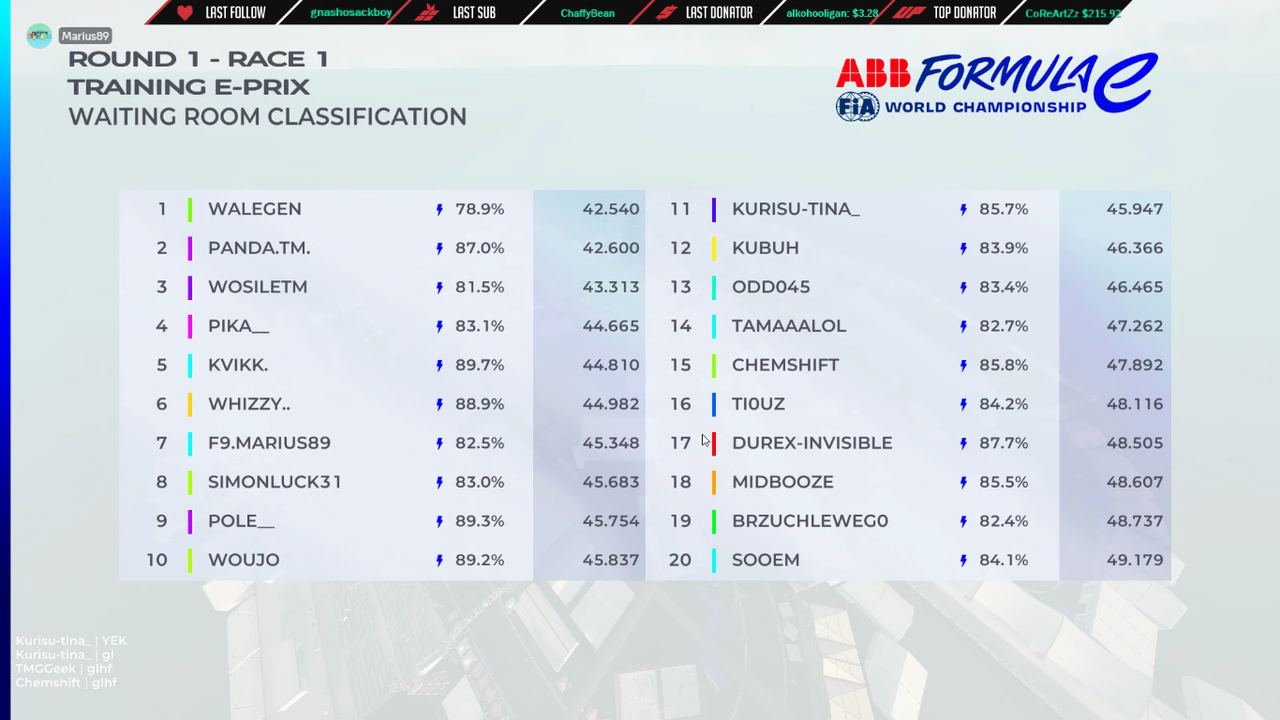 LAST FOLLOW gnashosackboy LAST SUB ChaffyBean LAST DONATOR alkohooligan: $3.28 TOP DONATOR CoReArtZz $215.92
Marius89
ROUND 1 - RACE 1
TRAINING E-PRIX
WAITING ROOM CLASSIFICATION
ABB FORMULA E
FIA WORLD CHAMPIONSHIP
1 WALEGEN 78.9% 42.540
2 PANDA.TM. 87.0% 42.600
3 WOSILETM 81.5% 43.313
4 PIKA__ 83.1% 44.665
5 KVIKK. 89.7% 44.810
6 WHIZZY.. 88.9% 44.982
7 F9.MARIUS89 82.5% 45.348
8 SIMONLUCK31 83.0% 45.683
9 POLE__ 89.3% 45.754
10 WOUJO 89.2% 45.837
11 KURISU-TINA_ 85.7% 45.947
12 KUBUH 83.9% 46.366
13 ODD045 83.4% 46.465
14 TAMAAALOL 82.7% 47.262
15 CHEMSHIFT 85.8% 47.892
16 TI0UZ 84.2% 48.116
17 DUREX-INVISIBLE 87.7% 48.505
18 MIDBOOZE 85.5% 48.607
19 BRZUCHLEWEG0 82.4% 48.737
20 SOOEM 84.1% 49.179
Kurisu-tina_ | YEK
Kurisu-tina_ | gl
TMGGeek | glhf
Chemshift | glhf